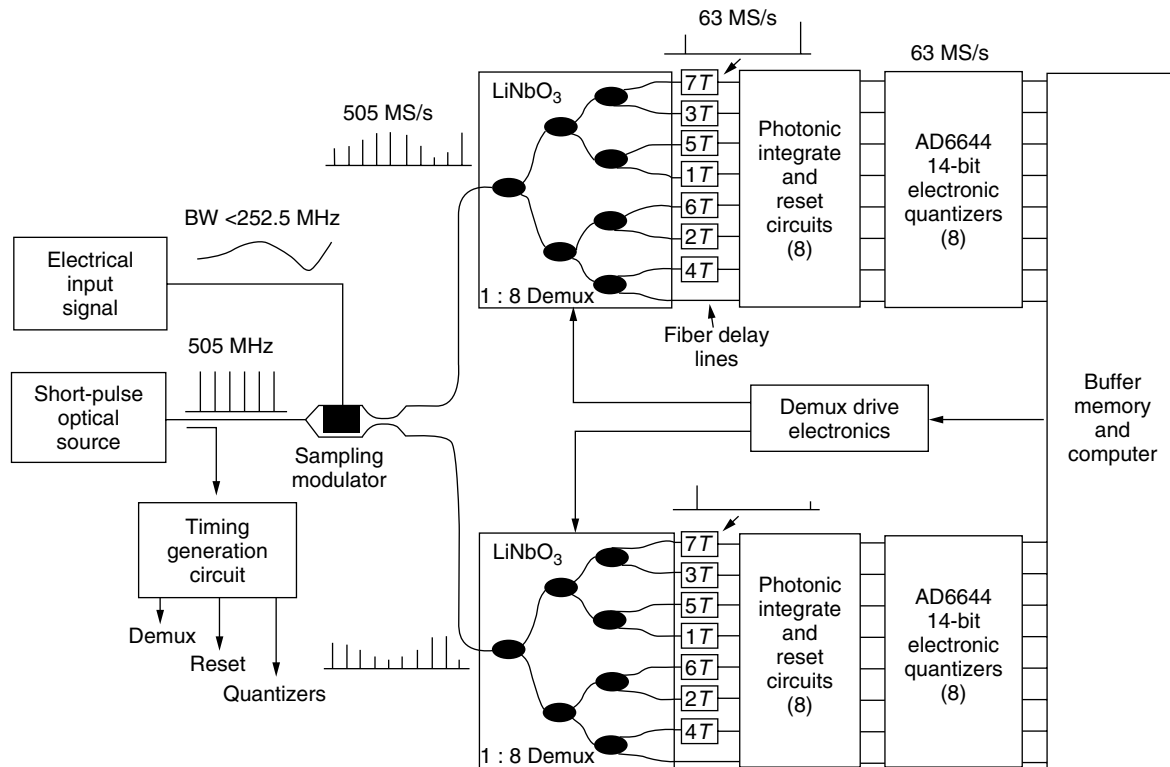 63 MS/s
63 MS/s
505 MS/s
LiNbO3
7T
3T
5T
1T
6T
2T
4T
Photonic
integrate
and
reset
circuits
(8)
AD6644
14-bit
electronic
quantizers
(8)
BW <252.5 MHz
Electrical
input
signal
1 : 8 Demux
Fiber delay
lines
505 MHz
Short-pulse
optical
source
Sampling
modulator
Demux drive
electronics
Buffer
memory
and
computer
Timing
generation
circuit
Demux
Reset
Quantizers
LiNbO3
7T
3T
5T
1T
6T
2T
4T
Photonic
integrate
and
reset
circuits
(8)
AD6644
14-bit
electronic
quantizers
(8)
1 : 8 Demux